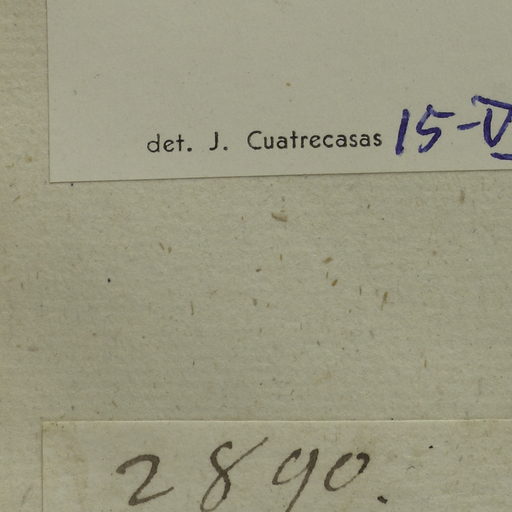 det. J. Cuatrecasas 15-V
2890.